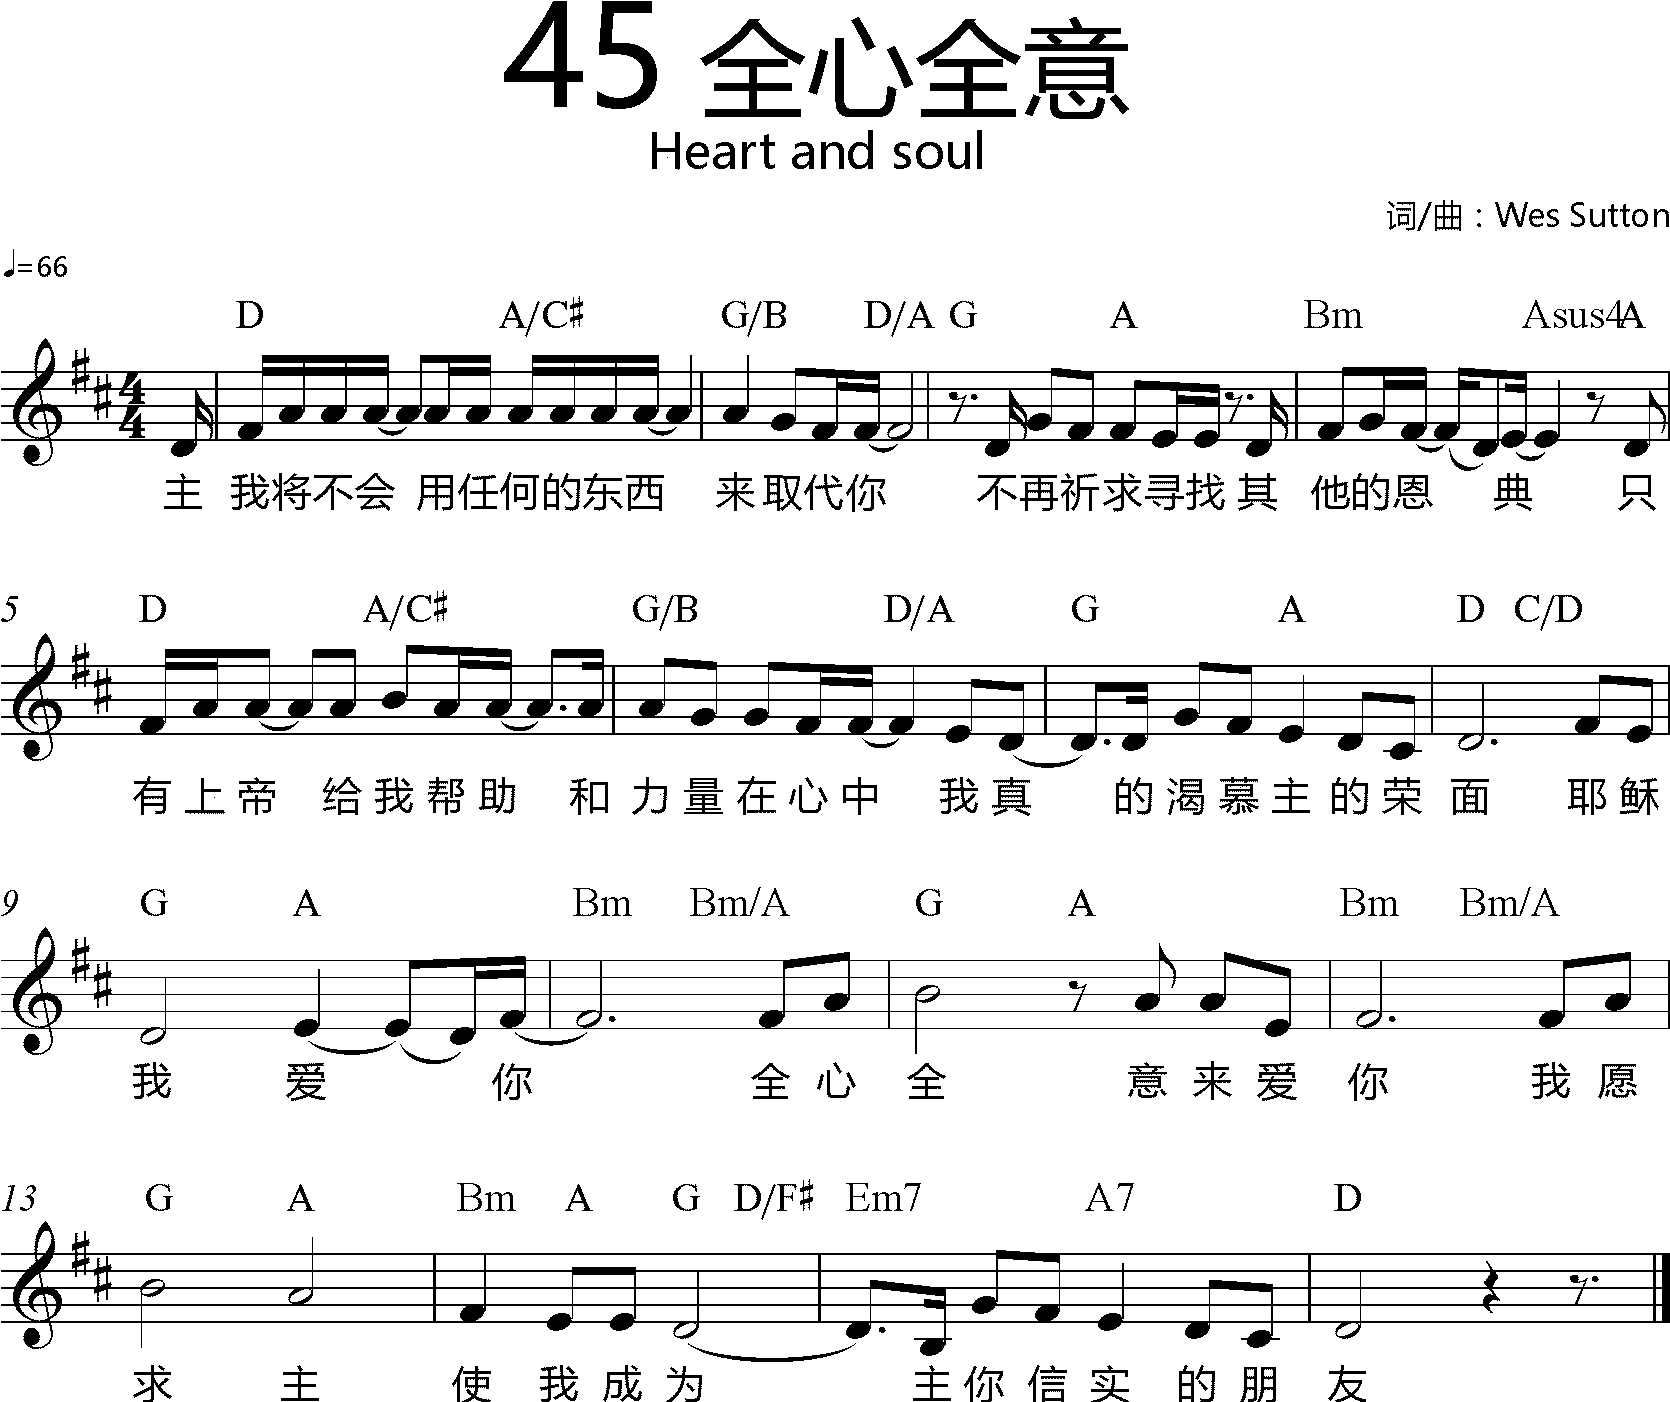 45 全心全意
Heart and soul
词/曲：Wes Sutton
♩=66
D A/C♯ G/B D/A G A Bm Asus4 A
4
4
主 我将不会 用任何的东西 来取代你 不再祈求寻找其 他的恩 典 只
5 D A/C♯ G/B D/A G A D C/D
有上帝 给我帮助 和力量在心中 我真 的渴慕主的荣面 耶稣
9 G A Bm Bm/A G A Bm Bm/A
我 爱 你 全心全 意来爱你 我愿
13 G A Bm A G D/F♯ Em7 A7 D
求 主 使我成为 主你信实的朋友